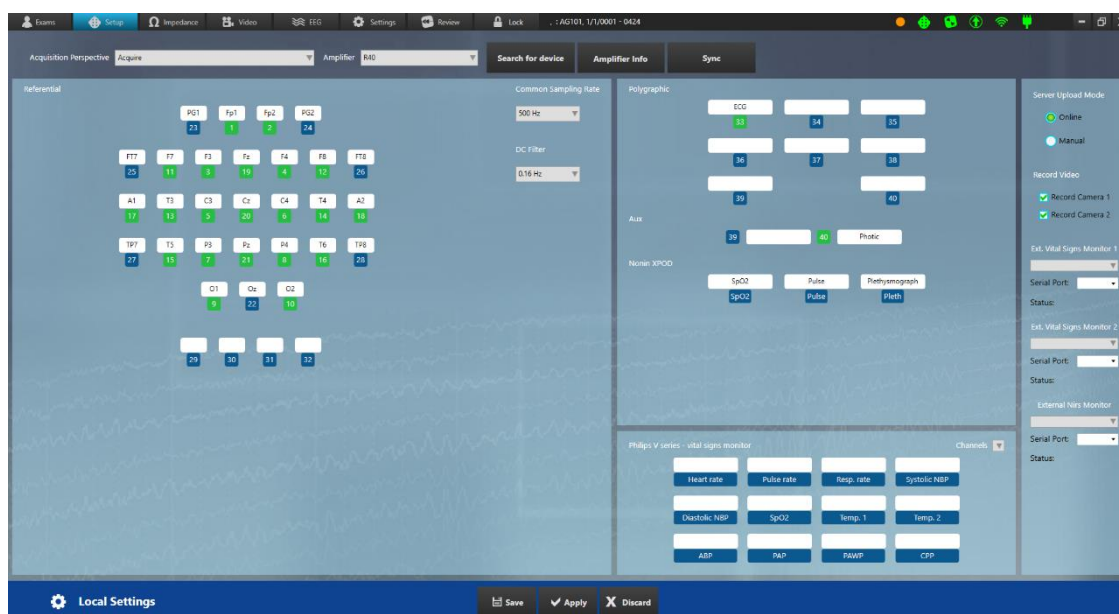 Exams Setup Impedance Video EEG Settings Review Lock , : AG101, 1/1/0001 - 0424
Acquisition Perspective Acquire Amplifier R40 Search for device Amplifier Info Sync
Referential
Common Sampling Rate
500 Hz
DC Filter
0.16 Hz
PG1 Fp1 Fp2 PG2
23 1 2 24
FT7 F7 F3 Fz F4 F8 FT8
25 11 3 19 4 12 26
A1 T3 C3 Cz C4 T4 A2
17 13 5 20 6 14 18
TP7 T5 P3 Pz P4 T6 TP8
27 15 7 21 8 16 28
O1 Oz O2
9 22 10
29 30 31 32
Polygraphic
ECG
33 34 35
36 37 38
39 40
Aux
39 40 Photic
Nonin XPOD
SpO2 Pulse Plethysmograph
SpO2 Pulse Pleth
Philips V series - vital signs monitor Channels
Heart rate Pulse rate Resp. rate Systolic NBP
Diastolic NBP SpO2 Temp. 1 Temp. 2
ABP PAP PAWP CPP
Server Upload Mode
Online
Manual
Record Video
Record Camera 1
Record Camera 2
Ext. Vital Signs Monitor 1
Serial Port:
Status:
Ext. Vital Signs Monitor 2
Serial Port:
Status:
External Nirs Monitor
Serial Port:
Status:
Local Settings Save Apply Discard